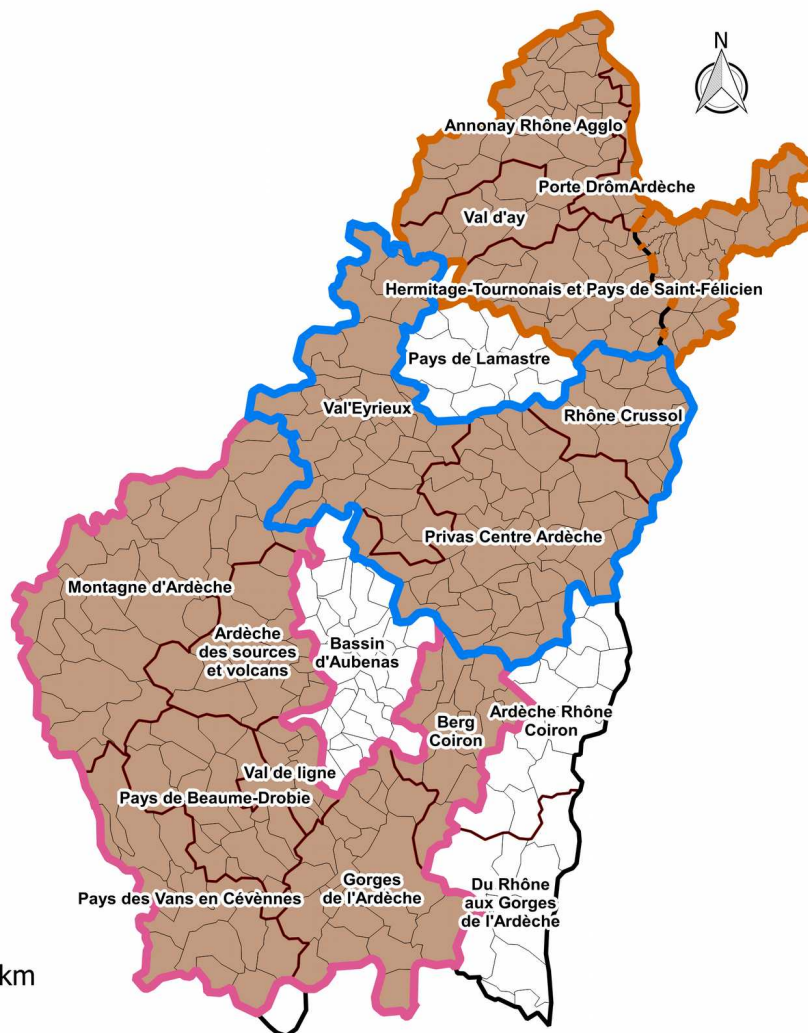 N
Annonay Rhône Agglo
Porte DrômArdèche
Val d'ay
Hermitage-Tournonais et Pays de Saint-Félicien
Pays de Lamastre
Val'Eyrieux
Rhône Crussol
Privas Centre Ardèche
Montagne d'Ardèche
Ardèche
des sources
et volcans
Bassin
d'Aubenas
Berg
Coiron
Ardèche Rhône
Coiron
Val de ligne
Pays de Beaume-Drobie
Pays des Vans en Cévènnes
Gorges
de l'Ardèche
Du Rhône
aux Gorges
de l'Ardèche
km